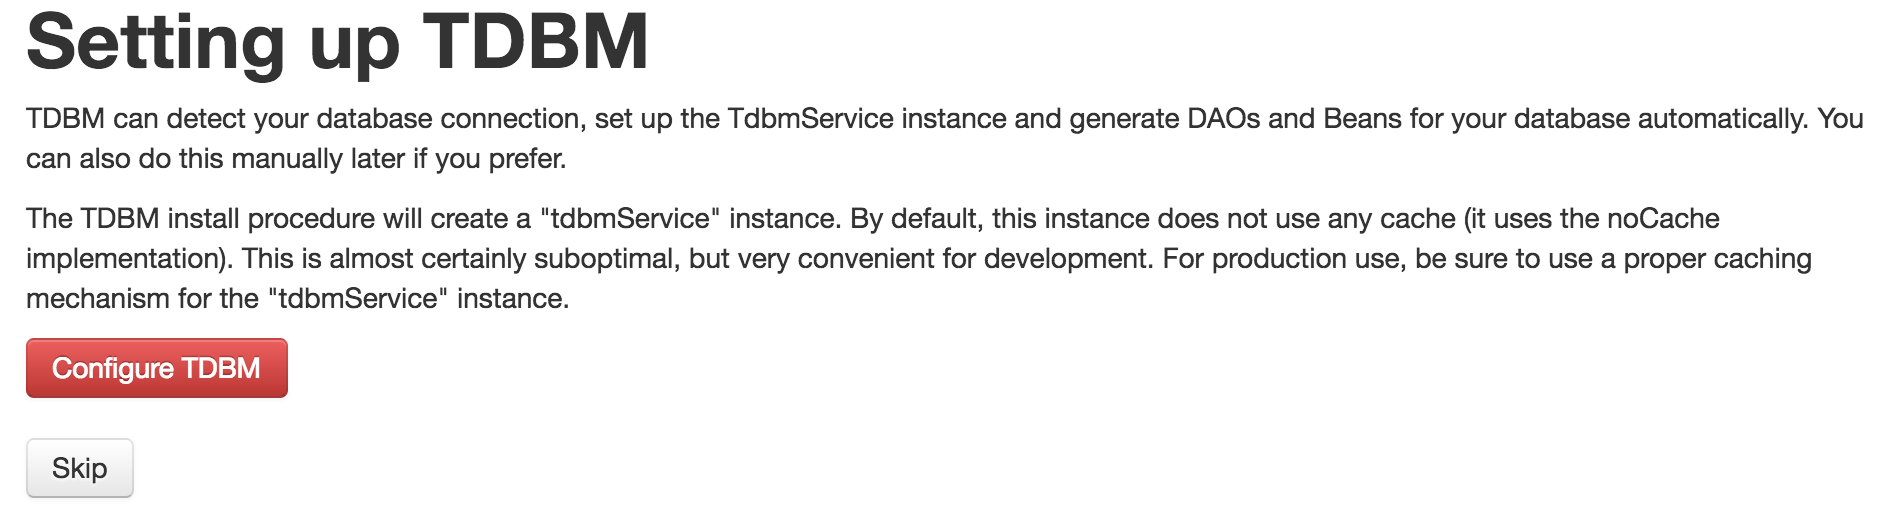 Setting up TDBM
TDBM can detect your database connection, set up the TdbmService instance and generate DAOs and Beans for your database automatically. You
can also do this manually later if you prefer.
The TDBM install procedure will create a "tdbmService" instance. By default, this instance does not use any cache (it uses the noCache
implementation). This is almost certainly suboptimal, but very convenient for development. For production use, be sure to use a proper caching
mechanism for the "tdbmService" instance.
Configure TDBM
Skip